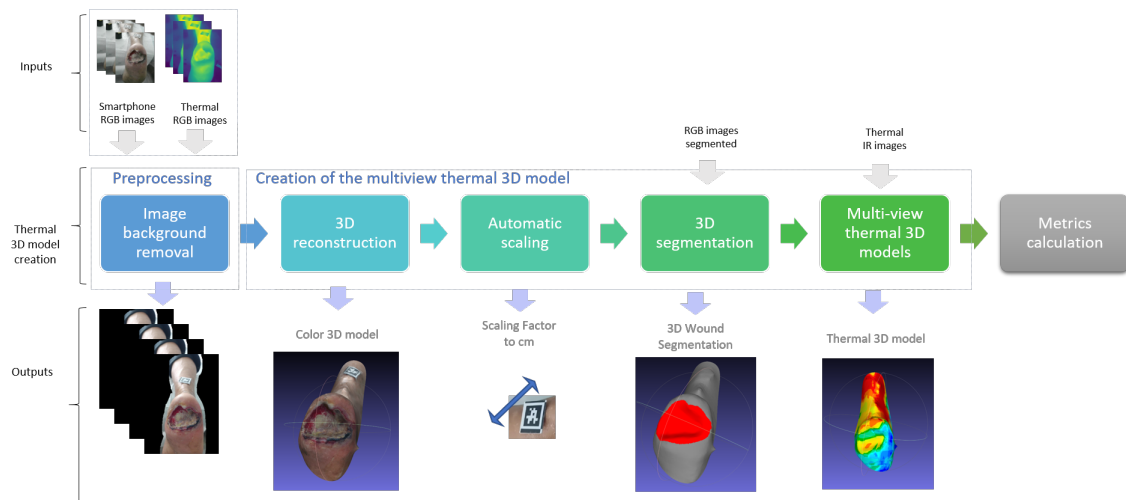 Inputs
Smartphone
RGB images
Thermal
RGB images
RGB images
segmented
Thermal
IR images
Thermal
3D model
creation
Preprocessing
Creation of the multiview thermal 3D model
Image
background
removal
3D
reconstruction
Automatic
scaling
3D
segmentation
Multi-view
thermal 3D
models
Metrics
calculation
Outputs
Color 3D model
Scaling Factor
to cm
3D Wound
Segmentation
Thermal 3D model